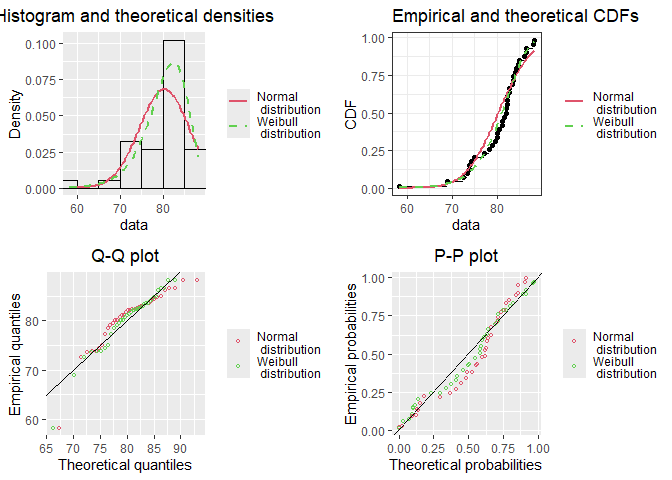 Histogram and theoretical densities
0.100
0.075
0.050
0.025
0.000
Density
60 70 80
data
Normal
distribution
Weibull
distribution
Empirical and theoretical CDFs
1.00
0.75
0.50
0.25
0.00
CDF
60 70 80
data
Normal
distribution
Weibull
distribution
Q-Q plot
80
70
60
Empirical quantiles
65 70 75 80 85 90
Theoretical quantiles
Normal
distribution
Weibull
distribution
P-P plot
1.00
0.75
0.50
0.25
0.00
Empirical probabilities
0.00 0.25 0.50 0.75 1.00
Theoretical probabilities
Normal
distribution
Weibull
distribution